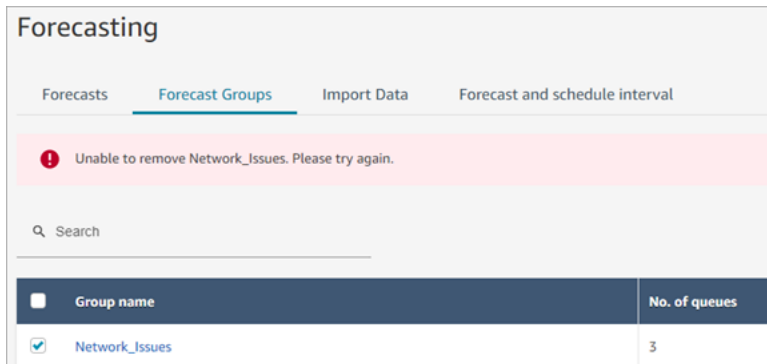 Forecasting
Forecasts Forecast Groups Import Data Forecast and schedule interval
Unable to remove Network_Issues. Please try again.
Search
Group name No. of queues
Network_Issues 3